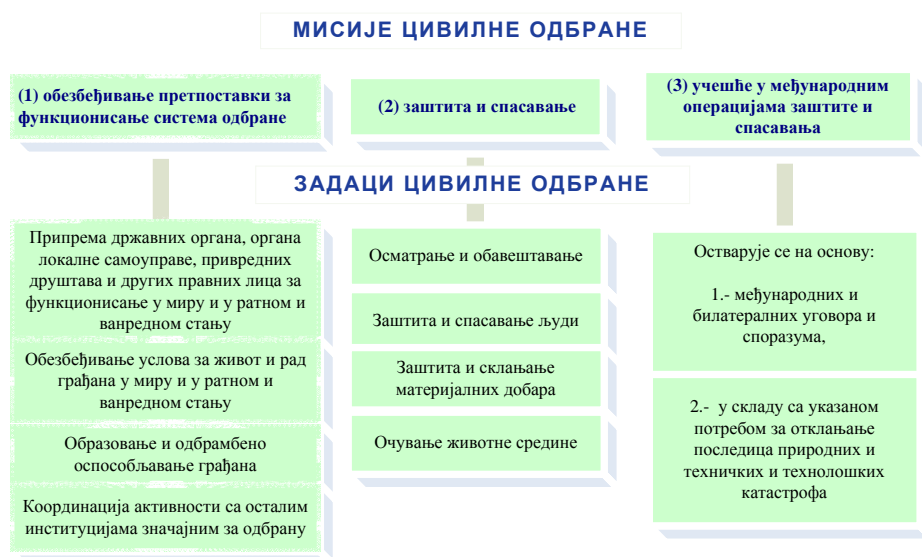 МИСИЈЕ ЦИВИЛНЕ ОДБРАНЕ
(1) обезбеђивање претпоставки за
функционисање система одбране
(2) заштита и спасавање
(3) учешће у међународним
операцијама заштите и
спасавања
ЗАДАЦИ ЦИВИЛНЕ ОДБРАНЕ
Припрема државних органа, органа
локалне самоуправе, привредних
друштава и других правних лица за
функционисање у миру и у ратном и
ванредном стању
Обезбеђивање услова за живот и рад
грађана у миру и у ратном и
ванредном стању
Образовање и одбрамбено
оспособљавање грађана
Координација активности са осталим
институцијама значајним за одбрану
Осматрање и обавештавање
Заштита и спасавање људи
Заштита и склањање
материјалних добара
Очување животне средине
Остварује се на основу:
1.- међународних и
билатералних уговора и
споразума,
2.- у складу са указаном
потребом за отклањање
последица природних и
техничких и технолошких
катастрофа